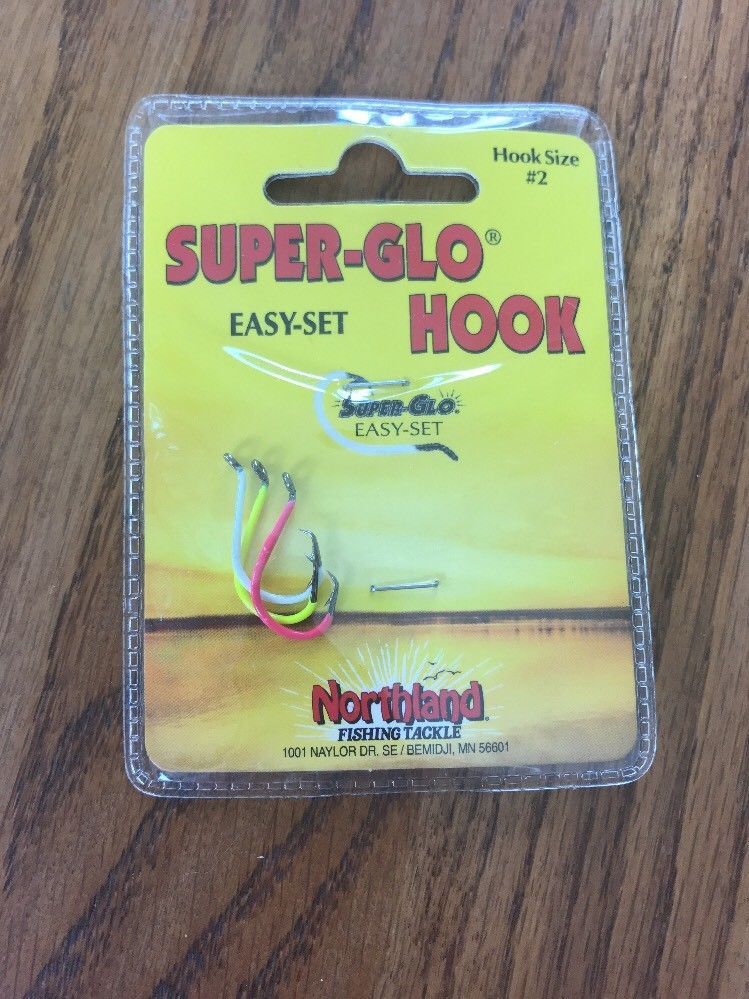 Hook Size
#2
SUPER-GLO®
EASY-SET HOOK
SUPER-GLO®
EASY-SET
Northland®
FISHING TACKLE
1001 NAYLOR DR. SE / BEMIDJI, MN 56601